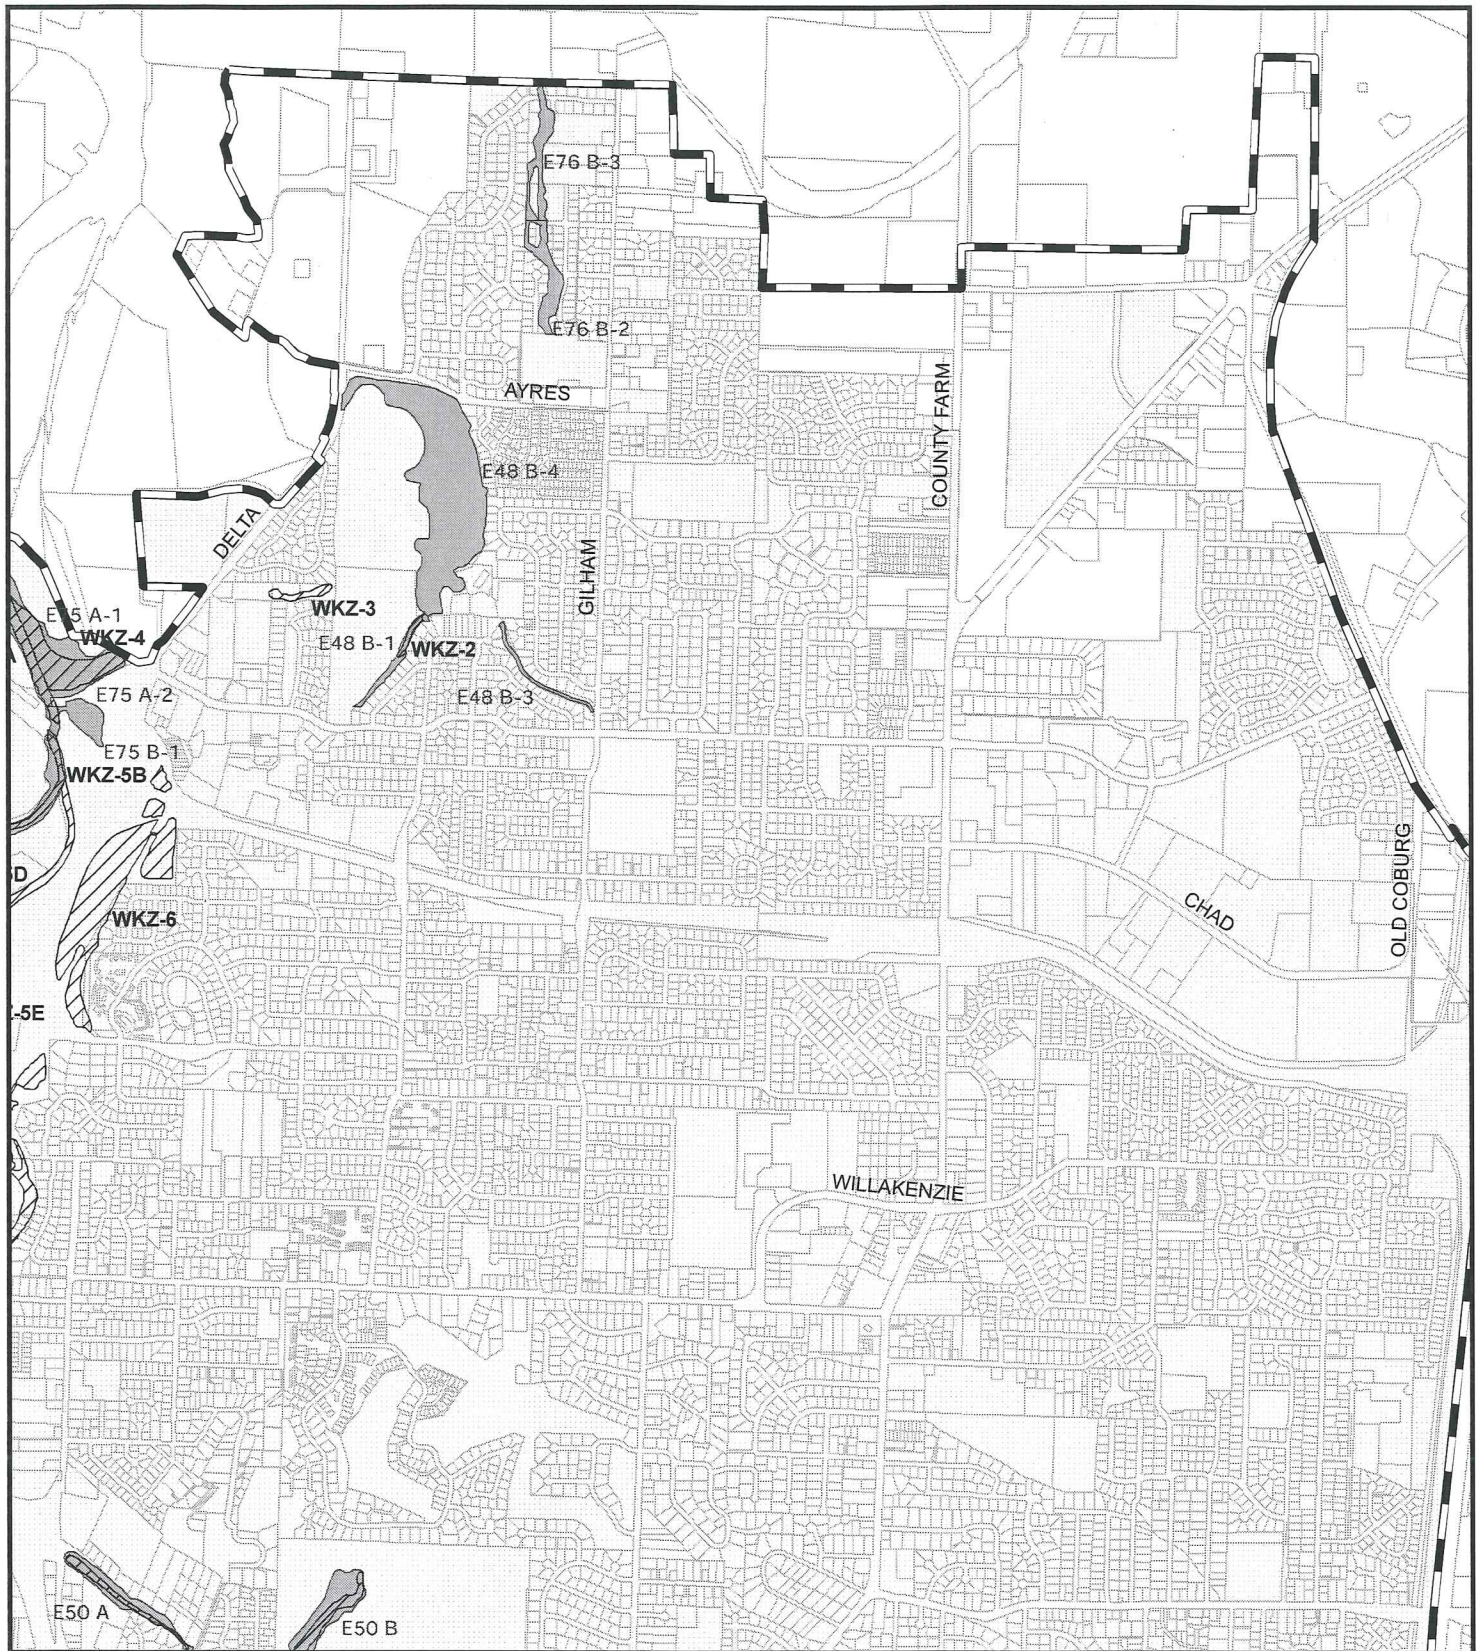 E76 B-3
E76 B-2
AYRES
COUNTY FARM
E48 B-4
DELTA
GILHAM
WKZ-3
E75 A-1
WKZ-4
E48 B-1
WKZ-2
E75 A-2
E48 B-3
E75 B-1
WKZ-5B
OLD COBURG
WKZ-6
CHAD
-5E
WILLAKENZIE
E50 A
E50 B